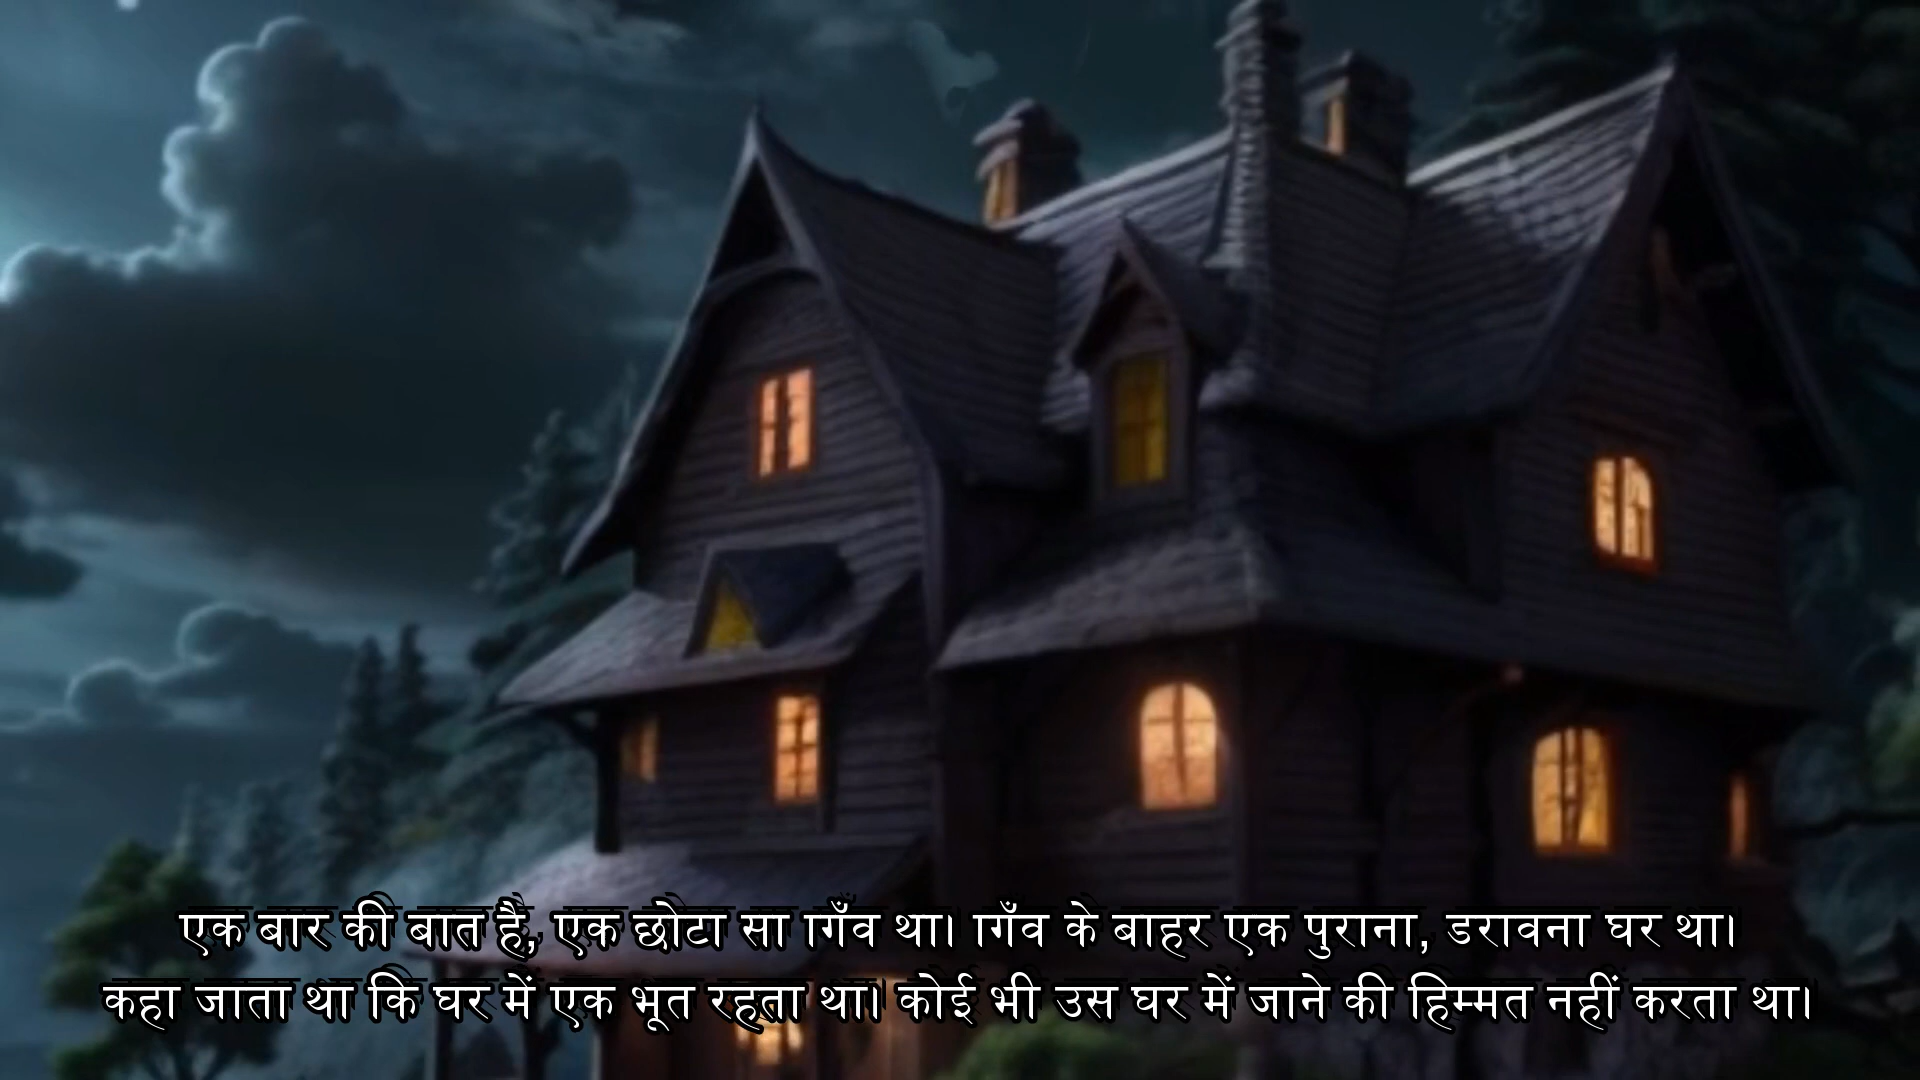 एक बार की बात है, एक छोटा सा गाँव था। गाँव के बाहर एक पुराना, डरावना घर था।
कहा जाता था कि घर में एक भूत रहता था। कोई भी उस घर में जाने की हिम्मत नहीं करता था।